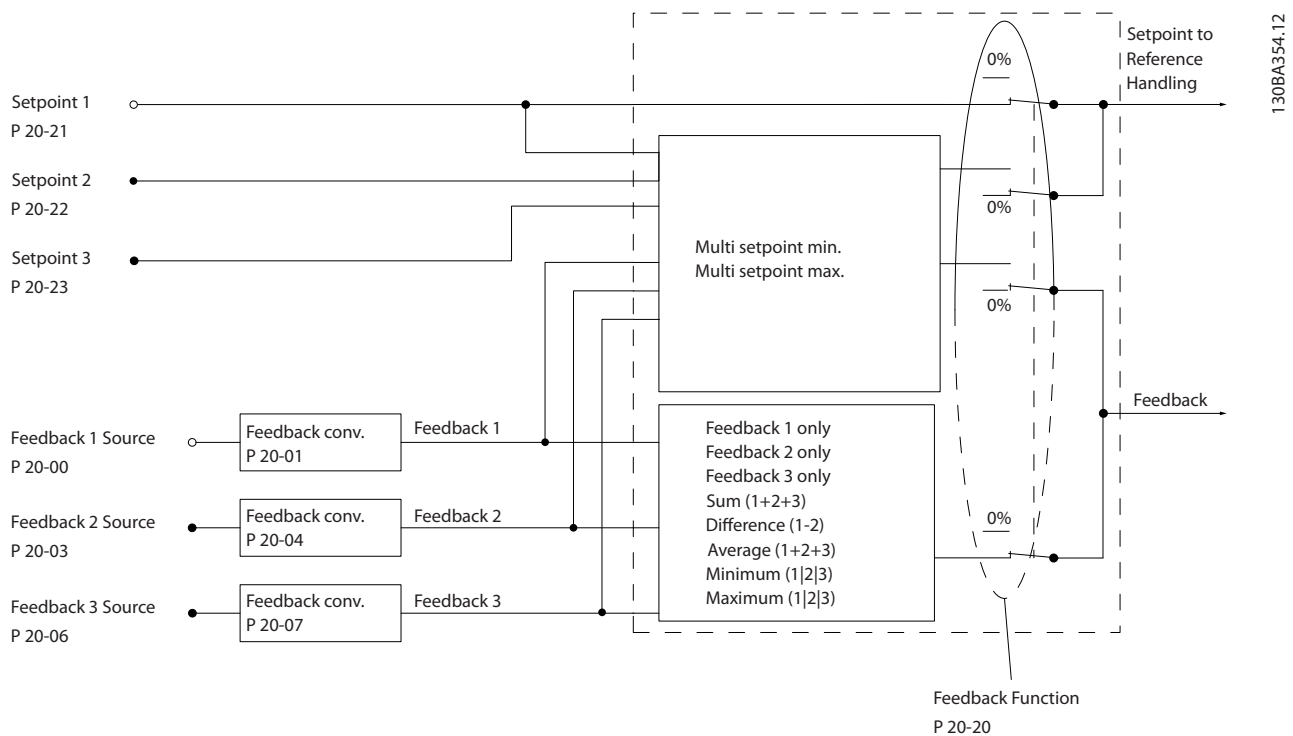 130BA354.12
Setpoint to
Reference
Handling
0%
Setpoint 1
P 20-21
Setpoint 2
P 20-22
0%
Setpoint 3
P 20-23
Multi setpoint min.
Multi setpoint max.
0%
Feedback
Feedback 1 Source
P 20-00
Feedback conv.
P 20-01
Feedback 1
Feedback 2 Source
P 20-03
Feedback conv.
P 20-04
Feedback 2
Feedback 3 Source
P 20-06
Feedback conv.
P 20-07
Feedback 3
Feedback 1 only
Feedback 2 only
Feedback 3 only
Sum (1+2+3)
Difference (1-2)
Average (1+2+3)
Minimum (1|2|3)
Maximum (1|2|3)
0%
Feedback Function
P 20-20